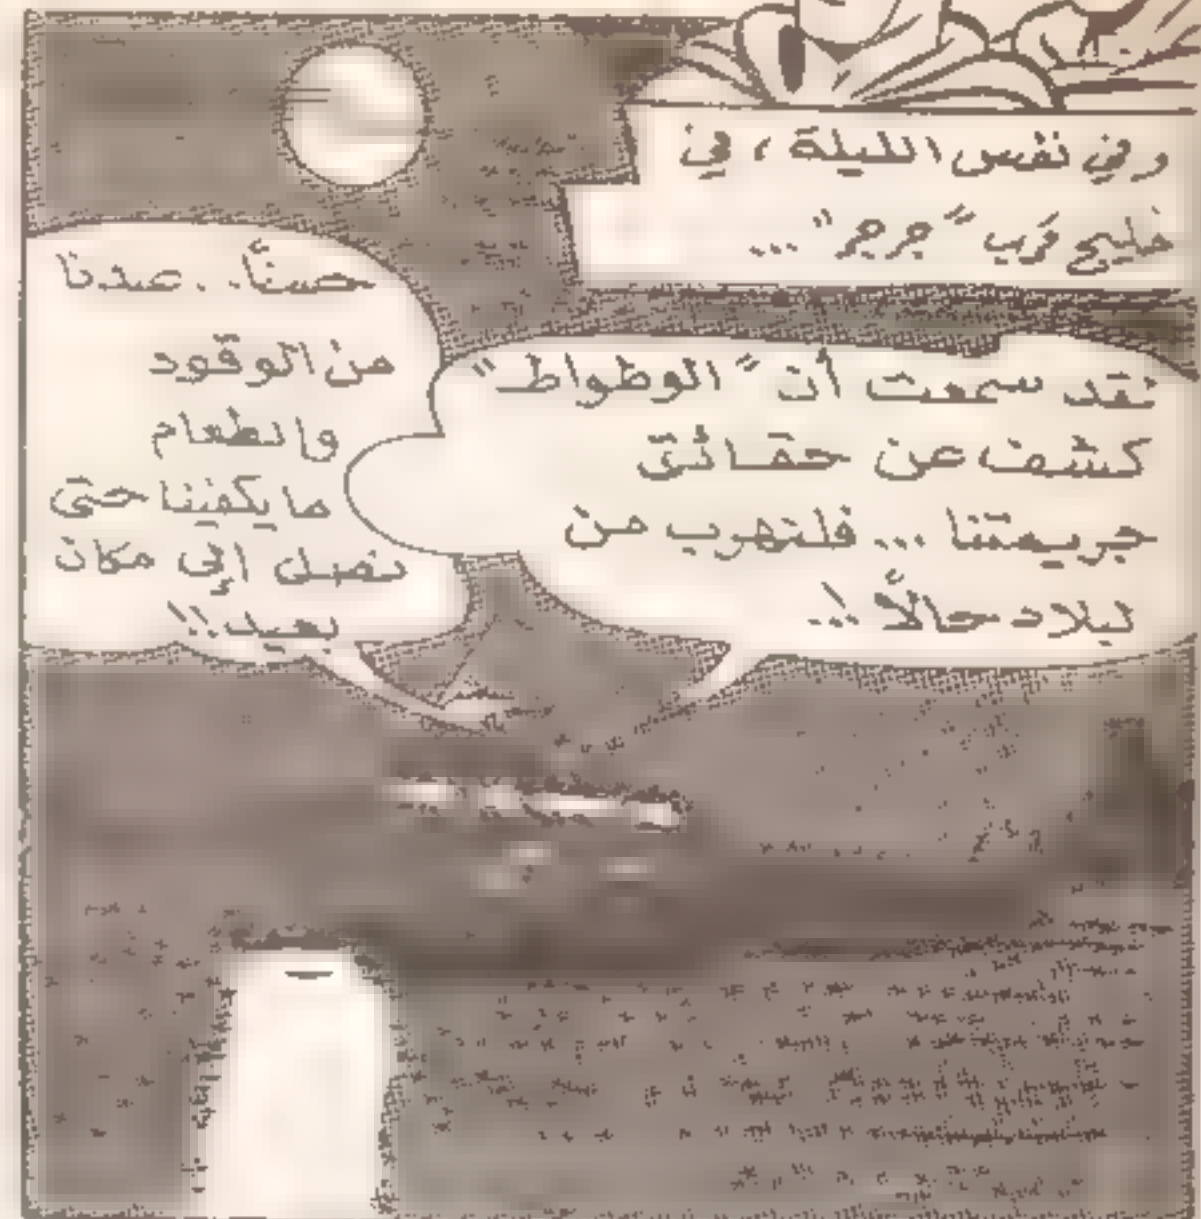 وفي نفس الليلة، في
خليج قرب "جرجر"...
لقد سمعت أن "الوطواط"
كشف عن حقائق
جريمتنا... فلنهرب من
البلاد حالاً!..
حسناً.. عندنا
من الوقود
والطعام
ما يكفينا حتى
نصل إلى مكان
بعيد!!